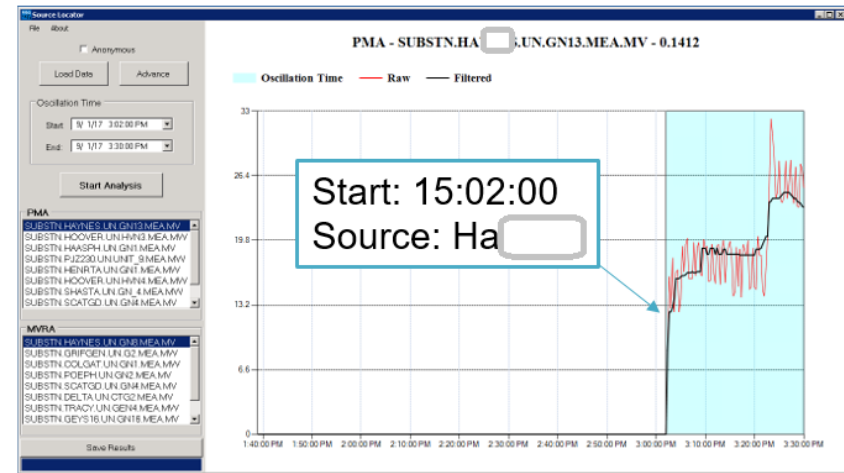 Source Locator
File About
Anonymous
Load Data Advance
Oscillation Time
Start 9/ 1/17 3:02:00 PM
End: 9/ 1/17 3:30:00 PM
Start Analysis
PMA
SUBSTN.HAYNES.UN.GN13.MEA.MV
SUBSTN.HOOVER.UN.HVN3.MEA.MW
SUBSTN.HAASPH.UN.GN1.MEA.MV
SUBSTN.PJZ230.UN.UNIT_9.MEA.MW
SUBSTN.HENRTA.UN.GN1.MEA.MV
SUBSTN.HOOVER.UN.HVN4.MEA.MW
SUBSTN.SHASTA.UN.GN_4.MEA.MW
SUBSTN.SCATGD.UN.GN4.MEA.MV
MVRA
SUBSTN.HAYNES.UN.GN8.MEA.MV
SUBSTN.GRIFGEN.UN.G2.MEA.MVV
SUBSTN.COLGAT.UN.GN1.MEA.MV
SUBSTN.POEPH.UN.GN2.MEA.MV
SUBSTN.SCATGD.UN.GN4.MEA.MV
SUBSTN.DELTA.UN.CTG2.MEA.MV
SUBSTN.TRACY.UN.GEN4.MEA.MW
SUBSTN.GEYS16.UN.GN16.MEA.MV
Save Results
PMA - SUBSTN.HA S.UN.GN13.MEA.MV - 0.1412
Oscillation Time Raw Filtered
33
26.4
19.8
13.2
6.6
0
Start: 15:02:00
Source: Ha
1:40:00 PM 1:50:00 PM 2:00:00 PM 2:10:00 PM 2:20:00 PM 2:30:00 PM 2:40:00 PM 2:50:00 PM 3:00:00 PM 3:10:00 PM 3:20:00 PM 3:30:00 PM